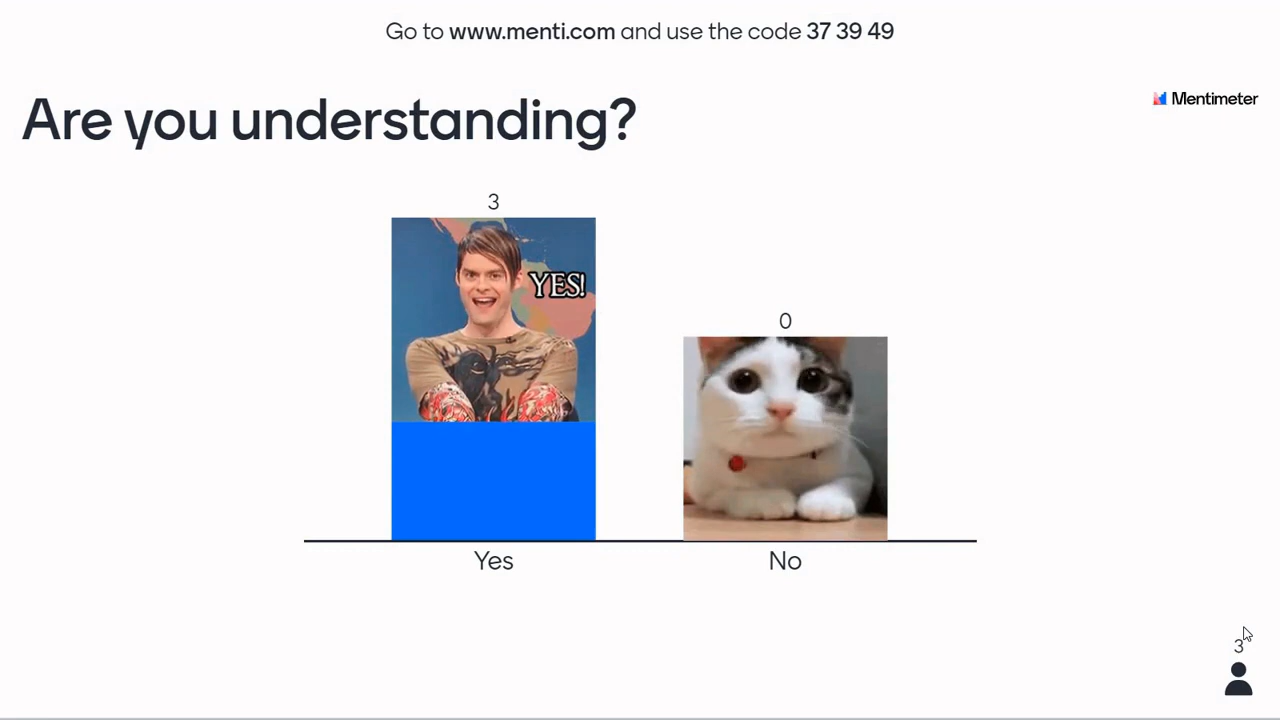 Go to www.menti.com and use the code 37 39 49
Are you understanding?
Mentimeter
3
YES!
0
Yes
No
3